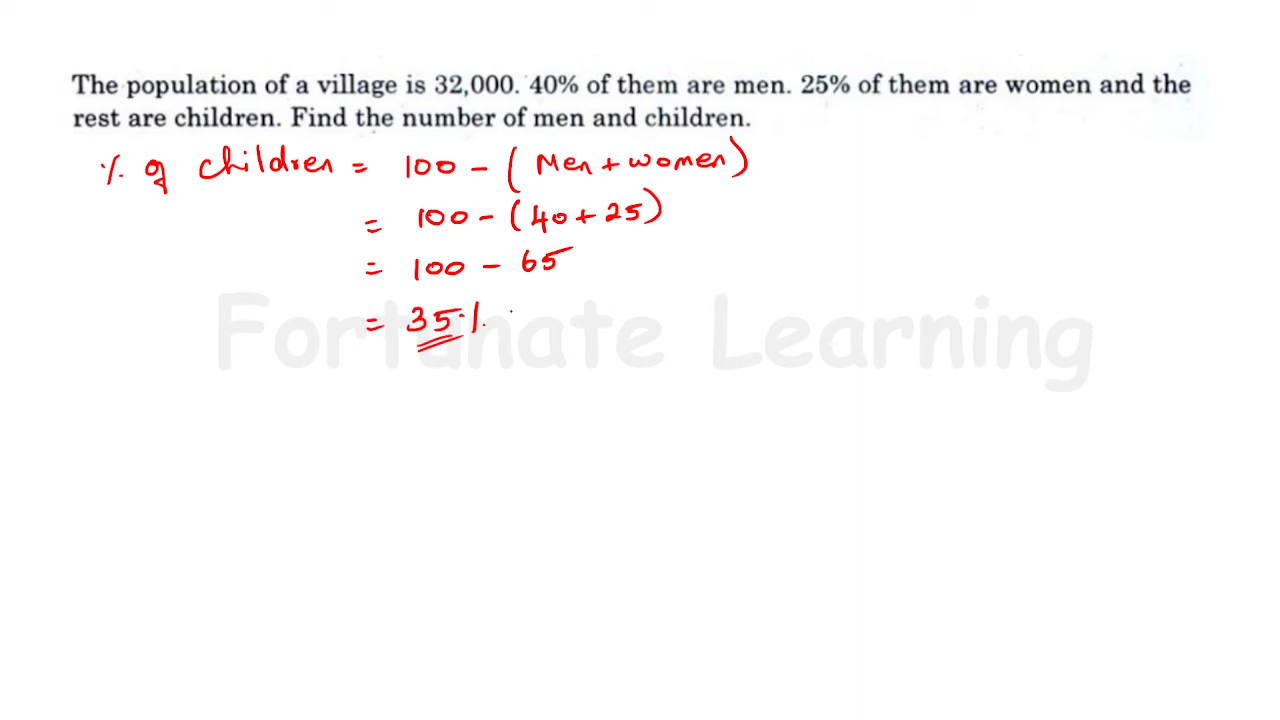 The population of a village is 32,000. 40% of them are men. 25% of them are women and the
rest are children. Find the number of men and children.
% of children = 100 - (Men + women)
= 100 - (40 + 25)
= 100 - 65
= 35%
Fortunate Learning